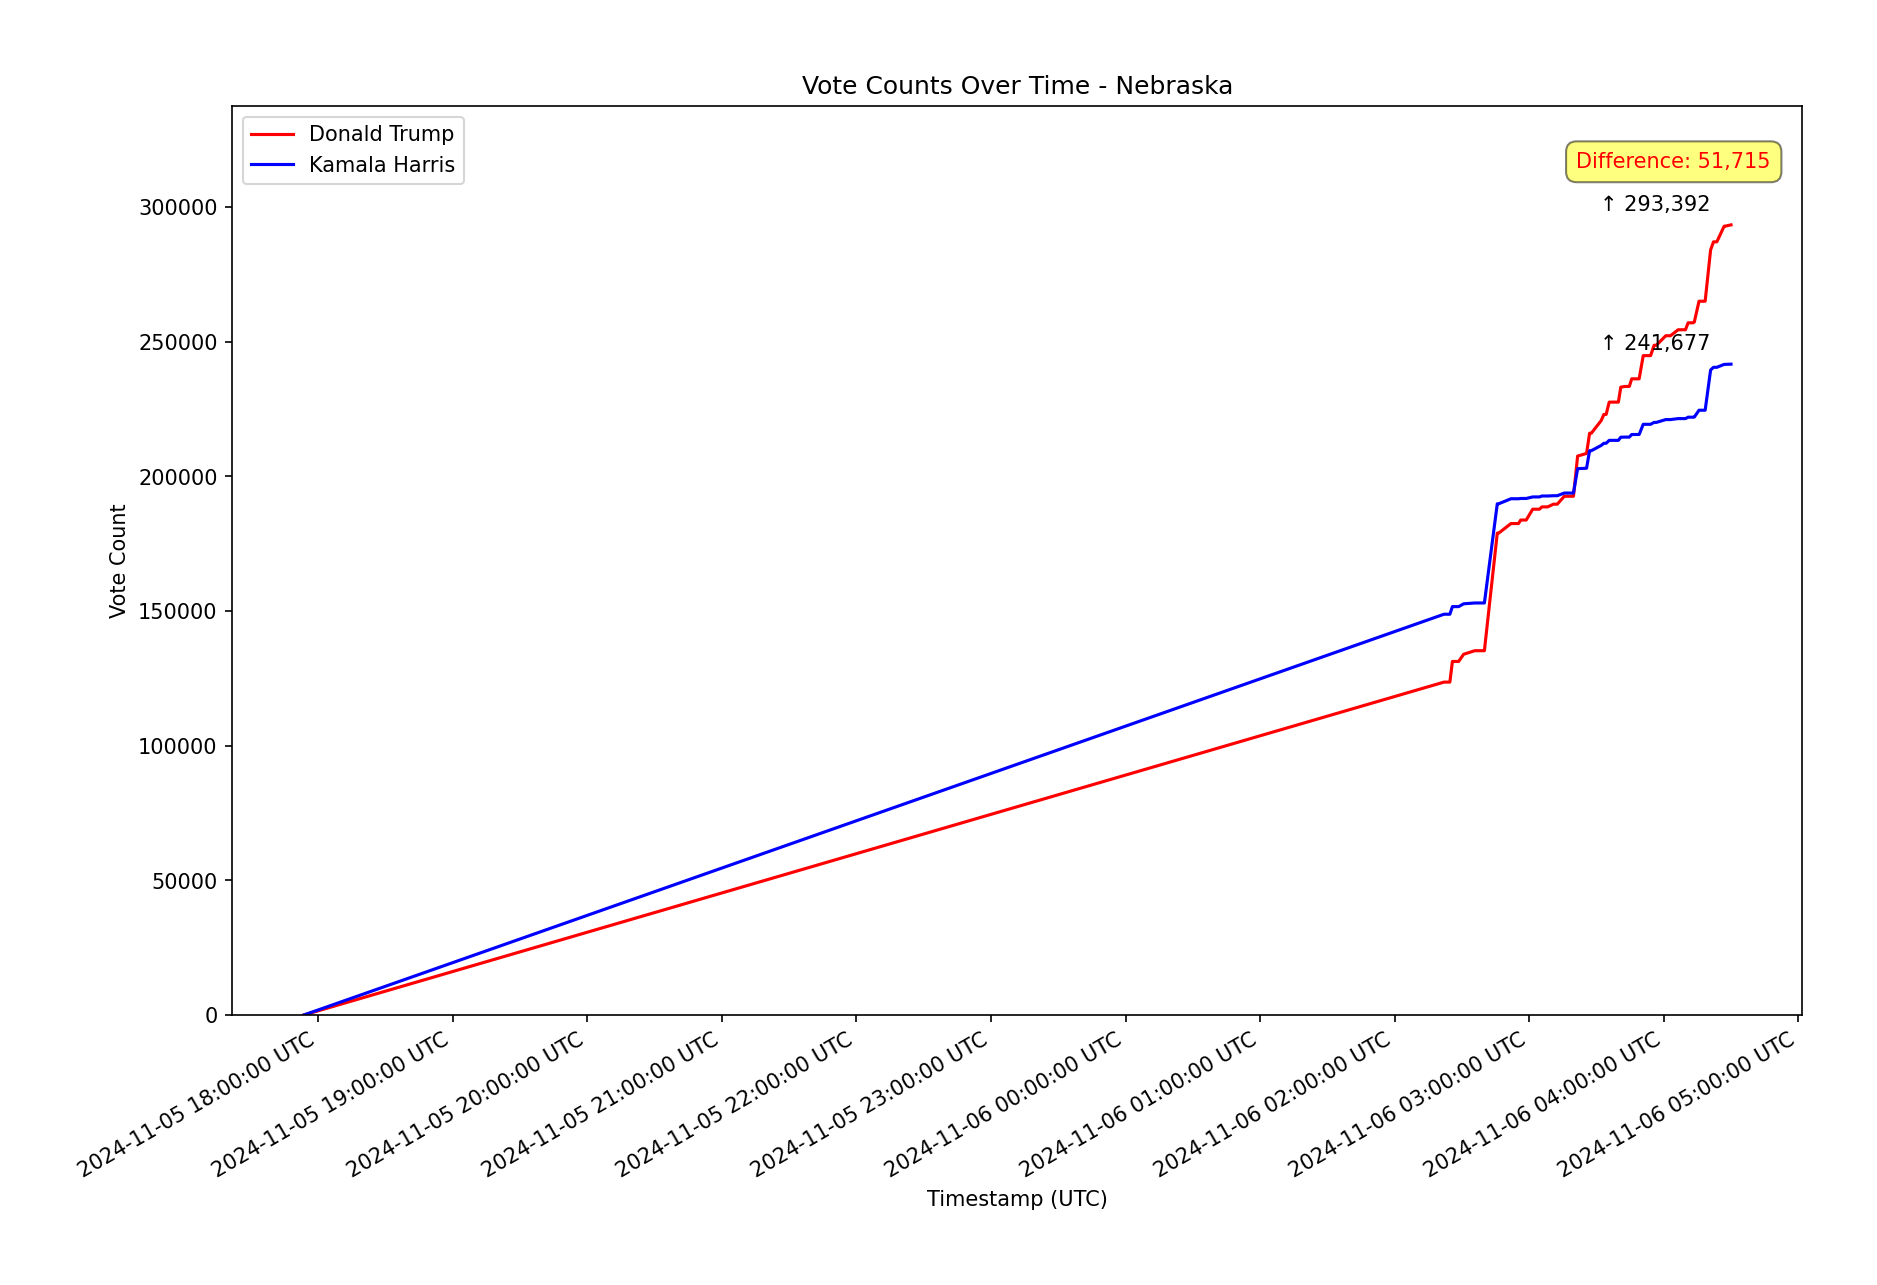 Vote Counts Over Time - Nebraska
Donald Trump
Kamala Harris
Difference: 51,715
↑ 293,392
↑ 241,677
Vote Count
300000
250000
200000
150000
100000
50000
0
2024-11-05 18:00:00 UTC
2024-11-05 19:00:00 UTC
2024-11-05 20:00:00 UTC
2024-11-05 21:00:00 UTC
2024-11-05 22:00:00 UTC
2024-11-05 23:00:00 UTC
2024-11-06 00:00:00 UTC
2024-11-06 01:00:00 UTC
2024-11-06 02:00:00 UTC
2024-11-06 03:00:00 UTC
2024-11-06 04:00:00 UTC
2024-11-06 05:00:00 UTC
Timestamp (UTC)